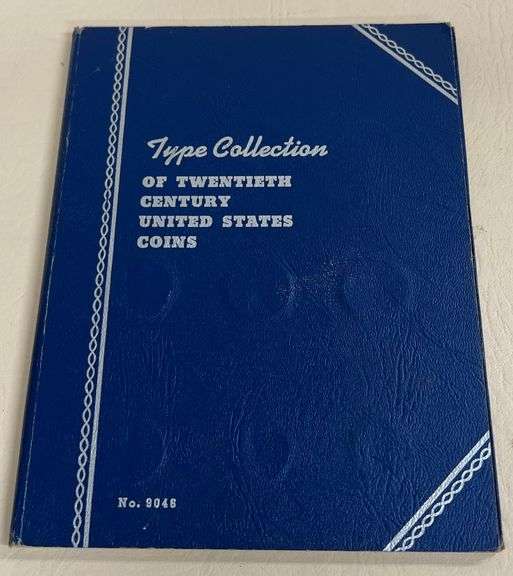 Type Collection
OF TWENTIETH
CENTURY
UNITED STATES
COINS
No. 9046